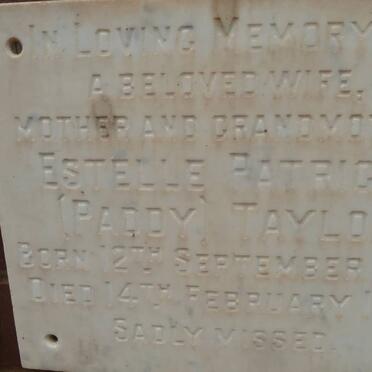 IN LOVING MEMORY
A BELOVED WIFE,
MOTHER AND GRANDMO
ESTELLE PATRIC
(PADDY) TAYLO
BORN 12TH SEPTEMBER
DIED 14TH FEBRUARY 1
SADLY MISSED.